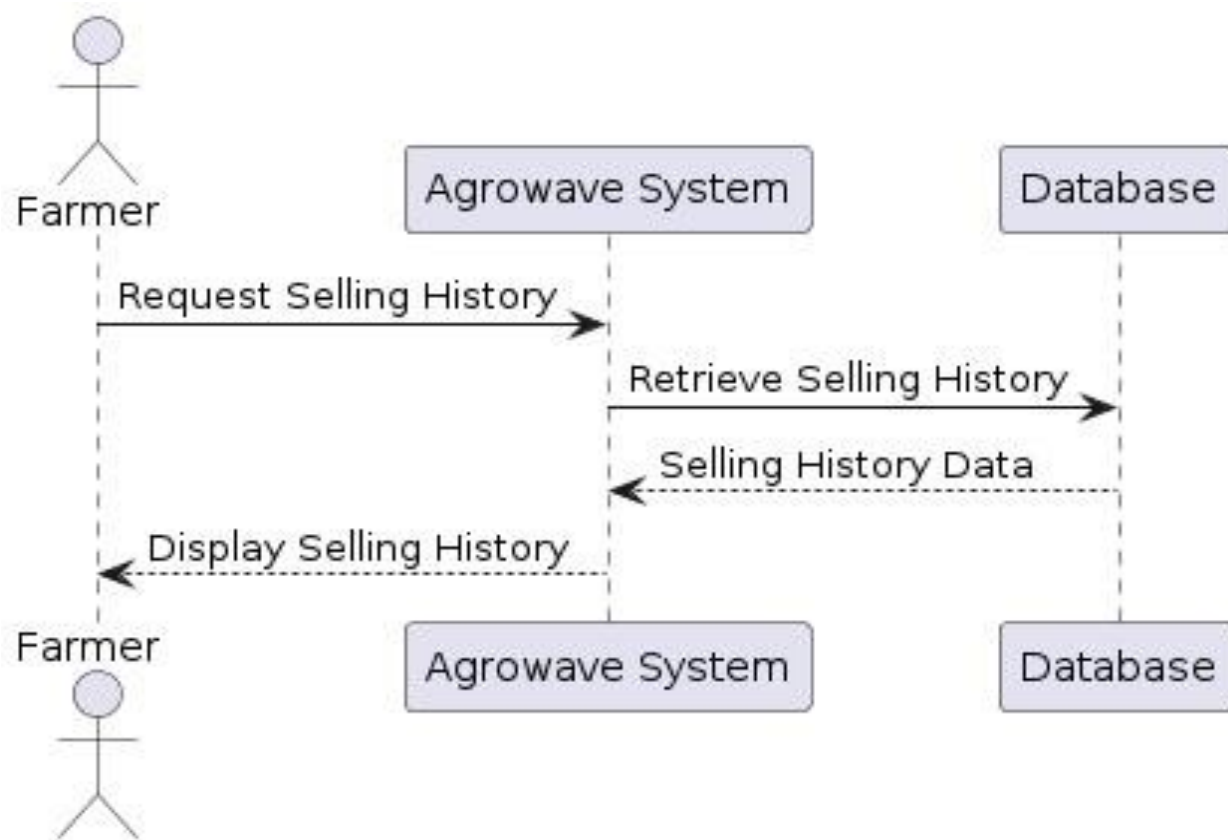 Farmer
Agrowave System
Database
Request Selling History
Retrieve Selling History
Selling History Data
Display Selling History
Farmer
Agrowave System
Database